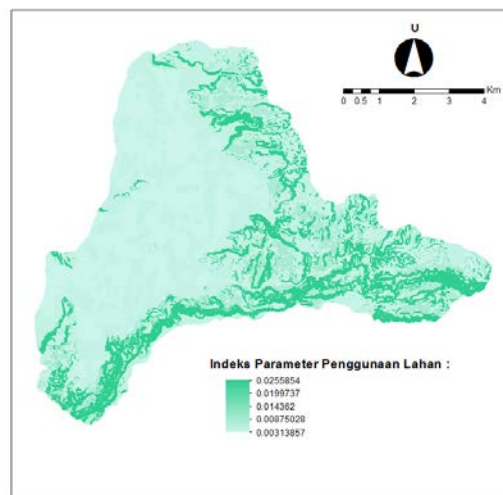 U
Km
0 0.5 1 2 3 4
Indeks Parameter Penggunaan Lahan :
0.0255854
0.0199737
0.014362
0.00875028
0.00313857